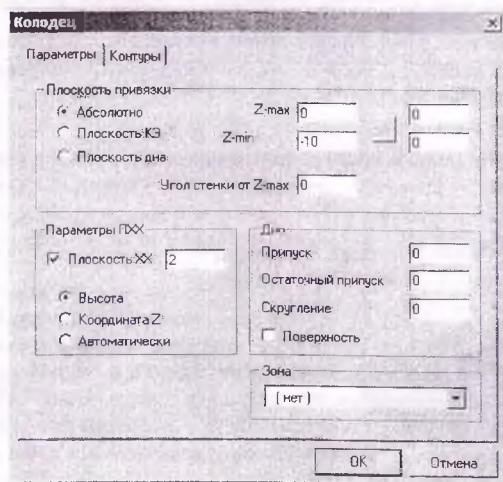 Колодец
Параметры Контуры
Плоскость привязки
Абсолютно
Плоскость КЭ
Плоскость дна
Z-max 0 0
Z-min -10 0
Угол стенки от Z-max 0
Параметры ПХХ
Плоскость ХХ 2
Высота
Координата Z
Автоматически
Дно
Припуск 0
Остаточный припуск 0
Скругление 0
Поверхность
Зона
( нет )
OK Отмена